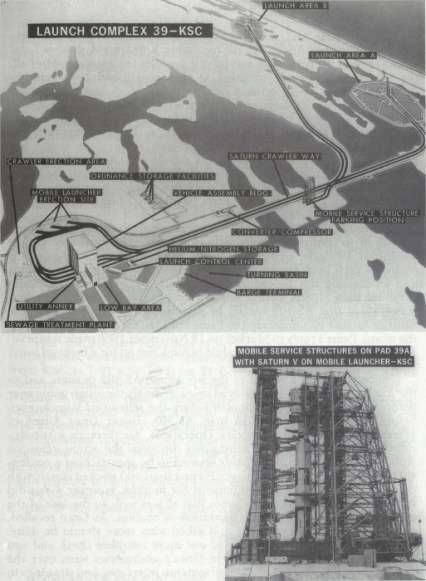 LAUNCH AREA B
LAUNCH COMPLEX 39-KSC
LAUNCH AREA A
CRAWLER ERECTION AREA
ORDINANCE STORAGE FACILITIES
SATURN CRAWLER WAY
MOBILE LAUNCHER
ERECTION SITE
VEHICLE ASSEMBLY BLDG.
MOBILE SERVICE STRUCTURE
PARKING POSITION
CONVERTER COMPRESSOR
HELIUM/NITROGEN STORAGE
LAUNCH CONTROL CENTER
TURNING BASIN
BARGE TERMINAL
UTILITY ANNEX
LOW BAY AREA
SEWAGE TREATMENT PLANT
MOBILE SERVICE STRUCTURES ON PAD 39A
WITH SATURN V ON MOBILE LAUNCHER-KSC